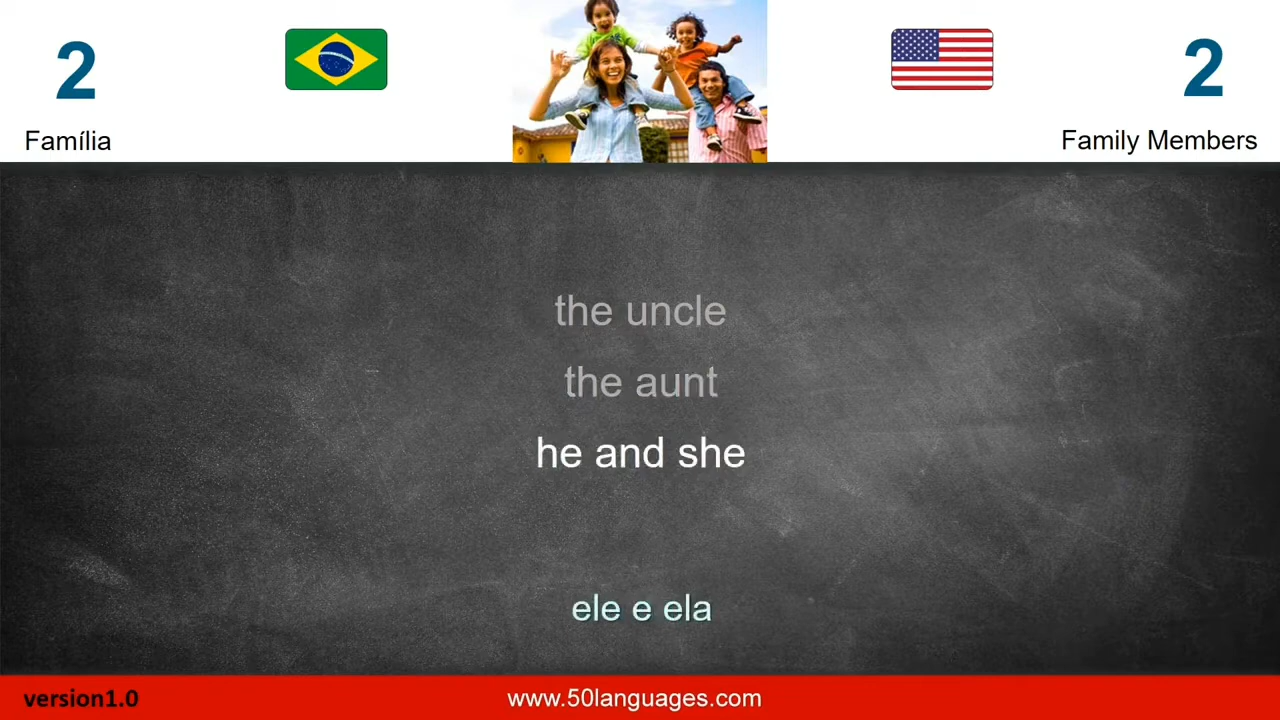 2
2
Família
Family Members
the uncle
the aunt
he and she
ele e ela
version1.0
www.50languages.com